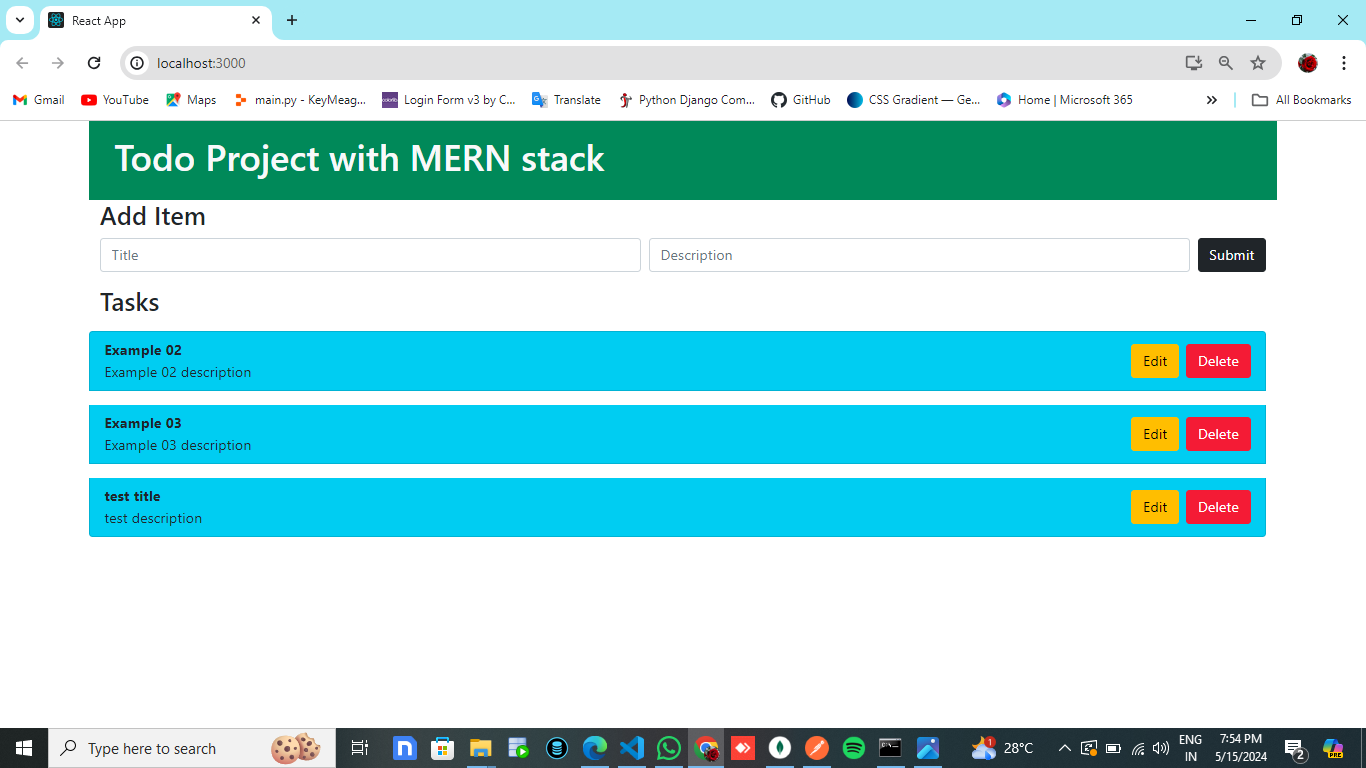 React App
localhost:3000
Gmail YouTube Maps main.py - KeyMeag... Login Form v3 by C... Translate Python Django Com... GitHub CSS Gradient — Ge... Home | Microsoft 365 All Bookmarks
Todo Project with MERN stack
Add Item
Title Description Submit
Tasks
Example 02
Example 02 description
Edit Delete
Example 03
Example 03 description
Edit Delete
test title
test description
Edit Delete
Type here to search
1
28°C
ENG
IN
7:54 PM
5/15/2024
2
PRE